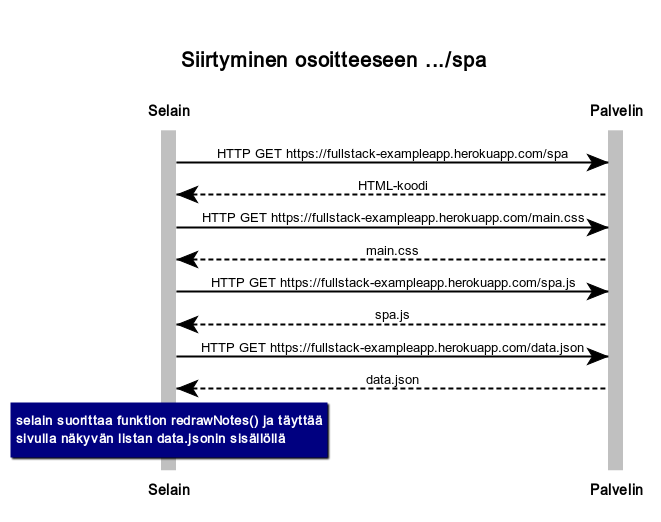 Siirtyminen osoitteeseen .../spa
Selain
Palvelin
HTTP GET https://fullstack-exampleapp.herokuapp.com/spa
HTML-koodi
HTTP GET https://fullstack-exampleapp.herokuapp.com/main.css
main.css
HTTP GET https://fullstack-exampleapp.herokuapp.com/spa.js
spa.js
HTTP GET https://fullstack-exampleapp.herokuapp.com/data.json
data.json
selain suorittaa funktion redrawNotes() ja täyttää
sivulla näkyvän listan data.jsonin sisällöllä
Selain
Palvelin